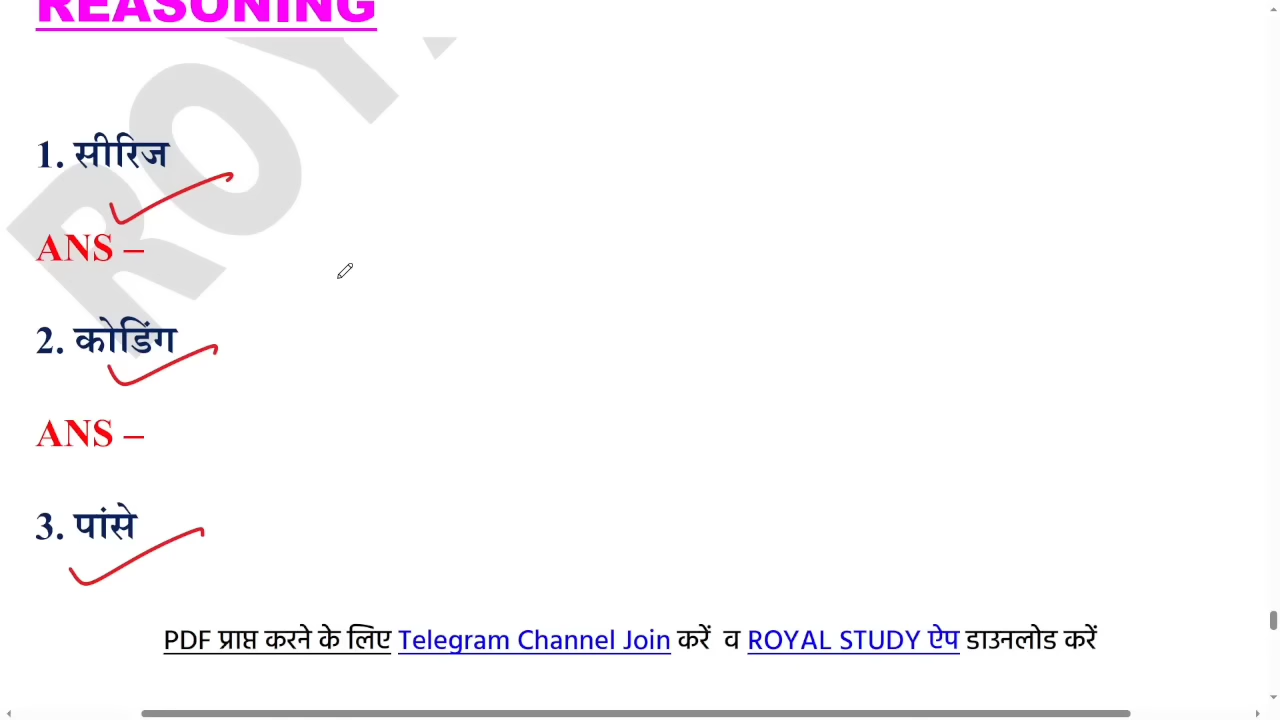 REASONING
1. सीरिज
ANS –
2. कोडिंग
ANS –
3. पांसे
PDF प्राप्त करने के लिए Telegram Channel Join करें व ROYAL STUDY ऐप डाउनलोड करें